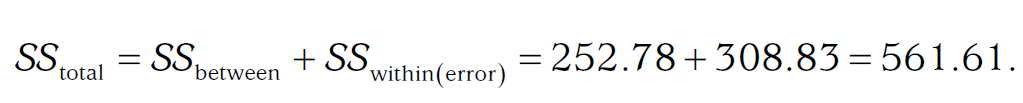 SS_total = SS_between + SS_within(error) = 252.78 + 308.83 = 561.61.